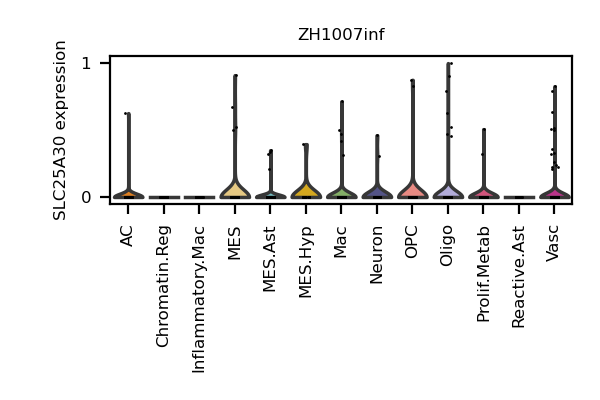 ZH1007inf
SLC25A30 expression
1
0
AC
Chromatin.Reg
Inflammatory.Mac
MES
MES.Ast
MES.Hyp
Mac
Neuron
OPC
Oligo
Prolif.Metab
Reactive.Ast
Vasc